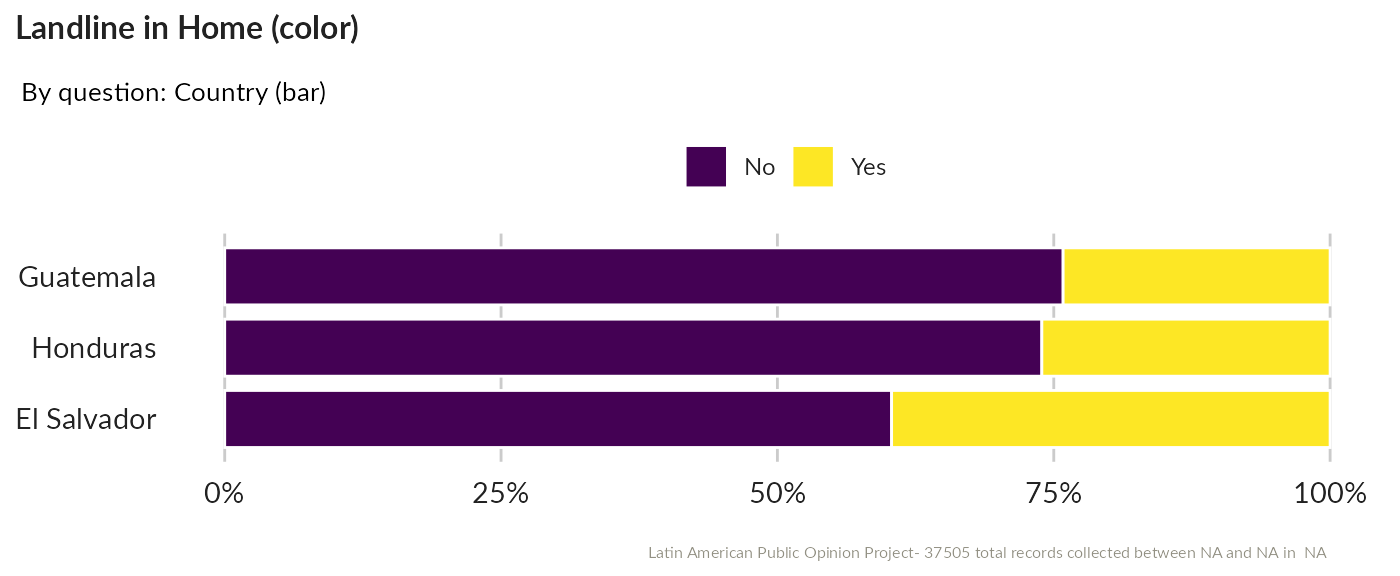 Landline in Home (color)
By question: Country (bar)
No Yes
Guatemala
Honduras
El Salvador
0% 25% 50% 75% 100%
Latin American Public Opinion Project- 37505 total records collected between NA and NA in  NA